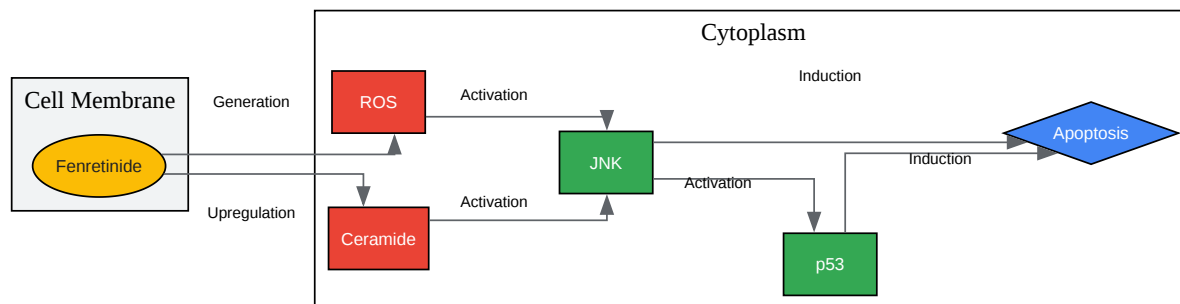 Cytoplasm
Cell Membrane
Generation
ROS
Activation
Induction
Fenretinide
JNK
Apoptosis
Induction
Activation
Upregulation
Activation
Ceramide
p53